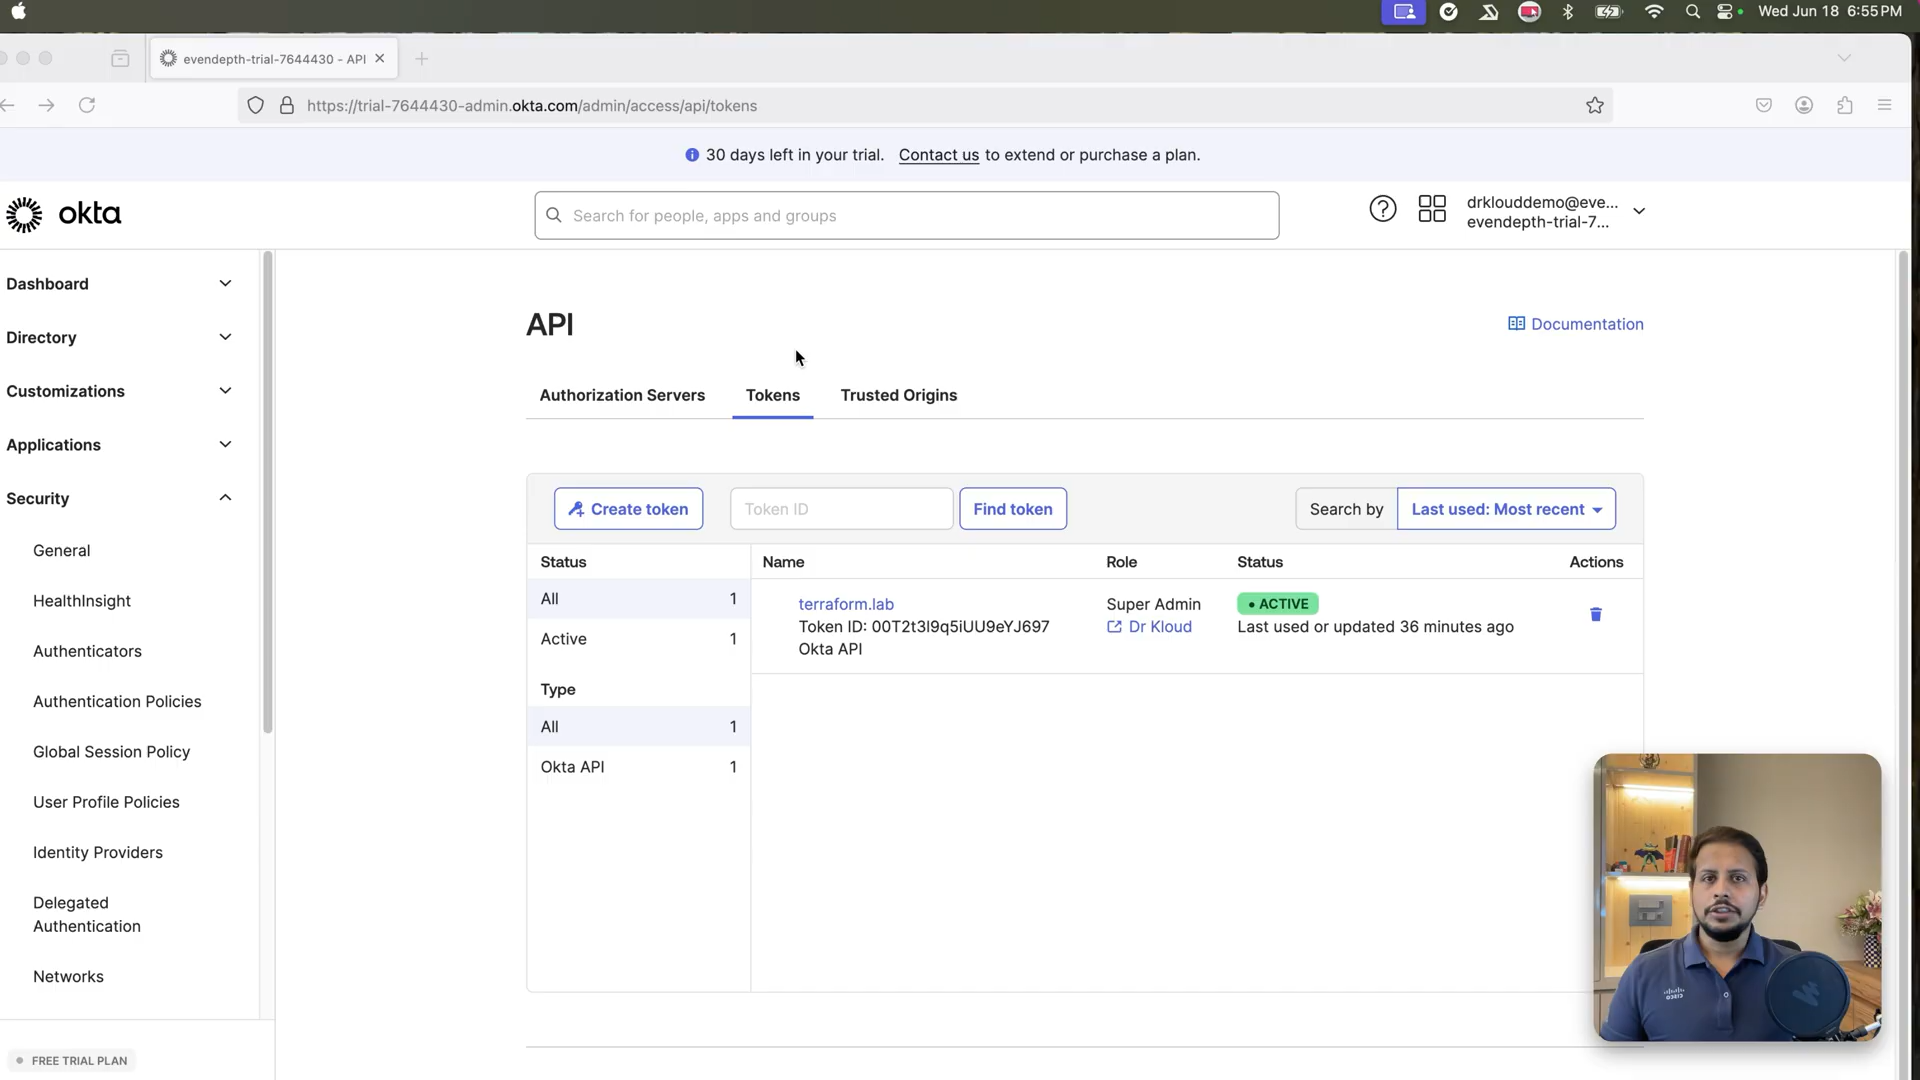 Wed Jun 18 6:55 PM
evendepth-trial-7644430 - API
https://trial-7644430-admin.okta.com/admin/access/api/tokens
30 days left in your trial. Contact us to extend or purchase a plan.
okta
Search for people, apps and groups
drklouddemo@eve...
evendepth-trial-7...
Dashboard
Directory
Customizations
Applications
Security
General
HealthInsight
Authenticators
Authentication Policies
Global Session Policy
User Profile Policies
Identity Providers
Delegated
Authentication
Networks
FREE TRIAL PLAN
API
Documentation
Authorization Servers
Tokens
Trusted Origins
Create token
Token ID
Find token
Search by
Last used: Most recent
Status
All 1
Active 1
Type
All 1
Okta API 1
Name Role Status Actions
terraform.lab
Token ID: 00T2t3l9q5iUU9eYJ697
Okta API
Super Admin
Dr Kloud
ACTIVE
Last used or updated 36 minutes ago